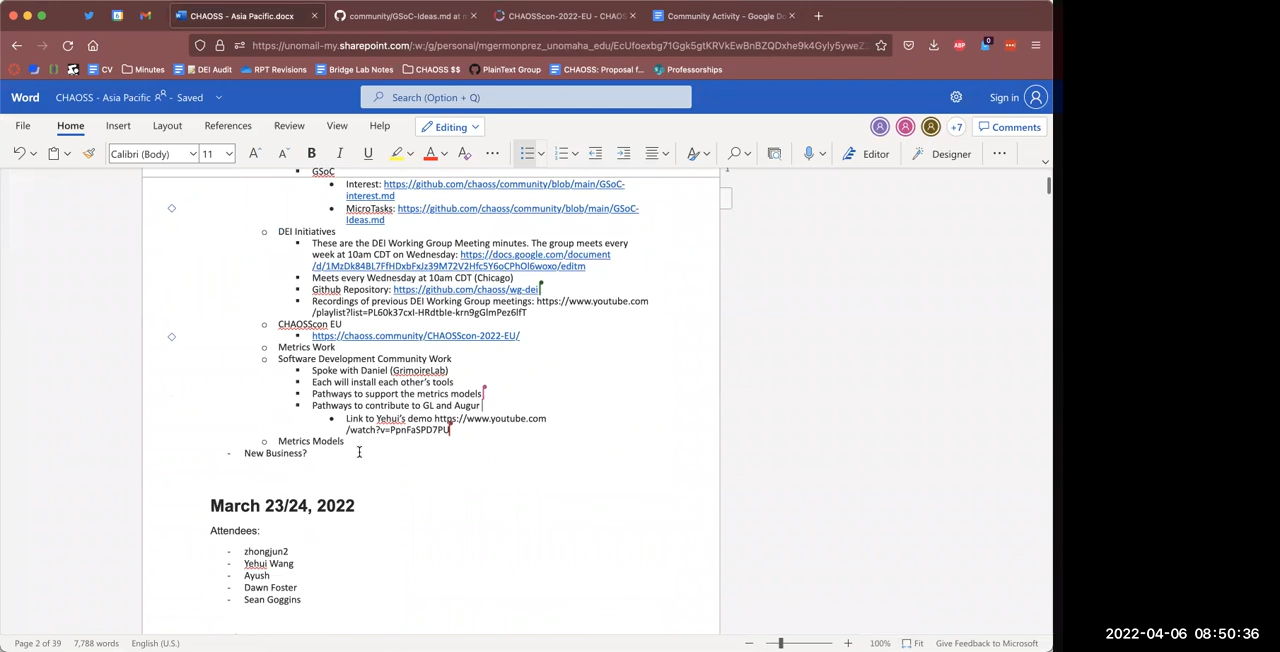 CHAOSS - Asia Pacific.docx
community/GSoC-Ideas.md at m
CHAOSScon-2022-EU - CHAOS
Community Activity - Google Do
https://unomail-my.sharepoint.com/:w:/g/personal/mgermonprez_unomaha_edu/EcUfoexbg71Ggk5gtKRVkEwBnBZQDxhe9k4Gyly5yweZ
CV
Minutes
DEI Audit
RPT Revisions
Bridge Lab Notes
CHAOSS $$
PlainText Group
CHAOSS: Proposal f...
Professorships
Word
CHAOSS - Asia Pacific
- Saved
Search (Option + Q)
Sign in
File
Home
Insert
Layout
References
Review
View
Help
Editing
+7
Comments
Calibri (Body)
11
B
I
U
Editor
Designer
GSoC
Interest: https://github.com/chaoss/community/blob/main/GSoC-
interest.md
MicroTasks: https://github.com/chaoss/community/blob/main/GSoC-
Ideas.md
DEI Initiatives
These are the DEI Working Group Meeting minutes. The group meets every
week at 10am CDT on Wednesday: https://docs.google.com/document
/d/1MzDk84BL7FfHDxbFxJz39M72V2Hfc5Y6oCPhOl6woxo/editm
Meets every Wednesday at 10am CDT (Chicago)
Github Repository: https://github.com/chaoss/wg-dei
Recordings of previous DEI Working Group meetings: https://www.youtube.com
/playlist?list=PL60k37cxI-HRdtbIe-krn9gGlmPez6lfT
CHAOSScon EU
https://chaoss.community/CHAOSScon-2022-EU/
Metrics Work
Software Development Community Work
Spoke with Daniel (GrimoireLab)
Each will install each other's tools
Pathways to support the metrics models
Pathways to contribute to GL and Augur
Link to Yehui's demo https://www.youtube.com
/watch?v=PpnFaSPD7PU
Metrics Models
- New Business?
March 23/24, 2022
Attendees:
- zhongjun2
- Yehui Wang
- Ayush
- Dawn Foster
- Sean Goggins
Page 2 of 39
7,788 words
English (U.S.)
100%
Fit
Give Feedback to Microsoft
2022-04-06 08:50:36